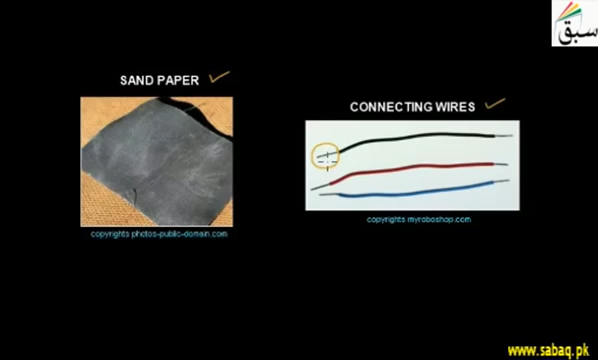 سبق
SAND PAPER
CONNECTING WIRES
copyrights photos-public-domain.com
copyrights myroboshop.com
www.sabaq.pk